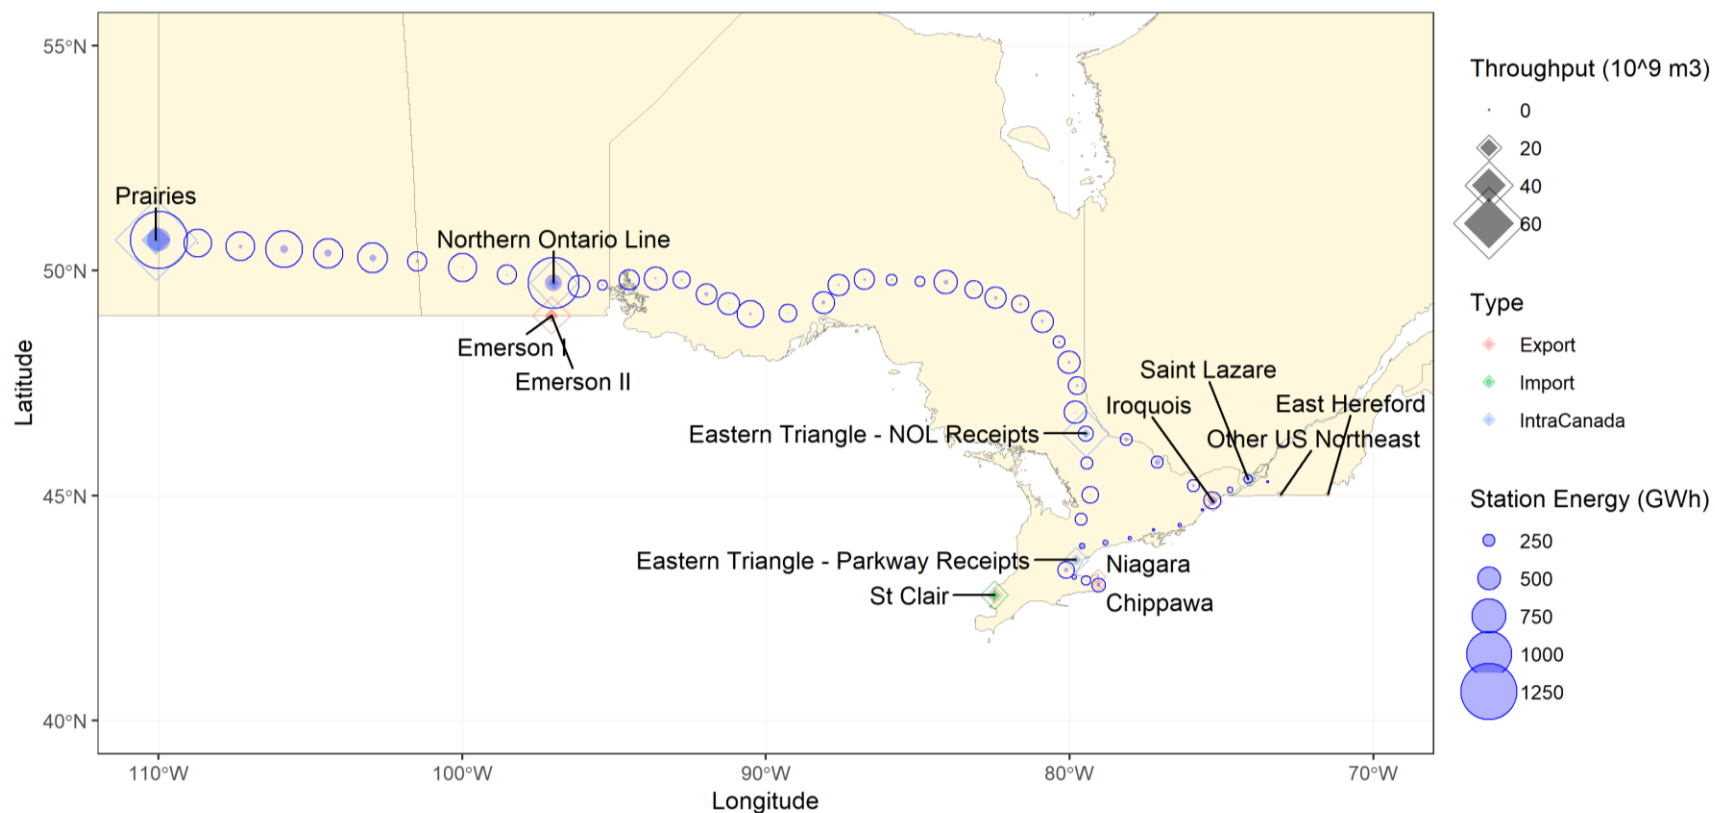 55°N
50°N
45°N
40°N
Latitude
110°W
100°W
90°W
80°W
70°W
Longitude
Prairies
Northern Ontario Line
Emerson I
Emerson II
Saint Lazare
Iroquois
East Hereford
Eastern Triangle - NOL Receipts
Other US Northeast
Eastern Triangle - Parkway Receipts
Niagara
St Clair
Chippawa
Throughput (10^9 m3)
0
20
40
60
Type
Export
Import
IntraCanada
Station Energy (GWh)
250
500
750
1000
1250